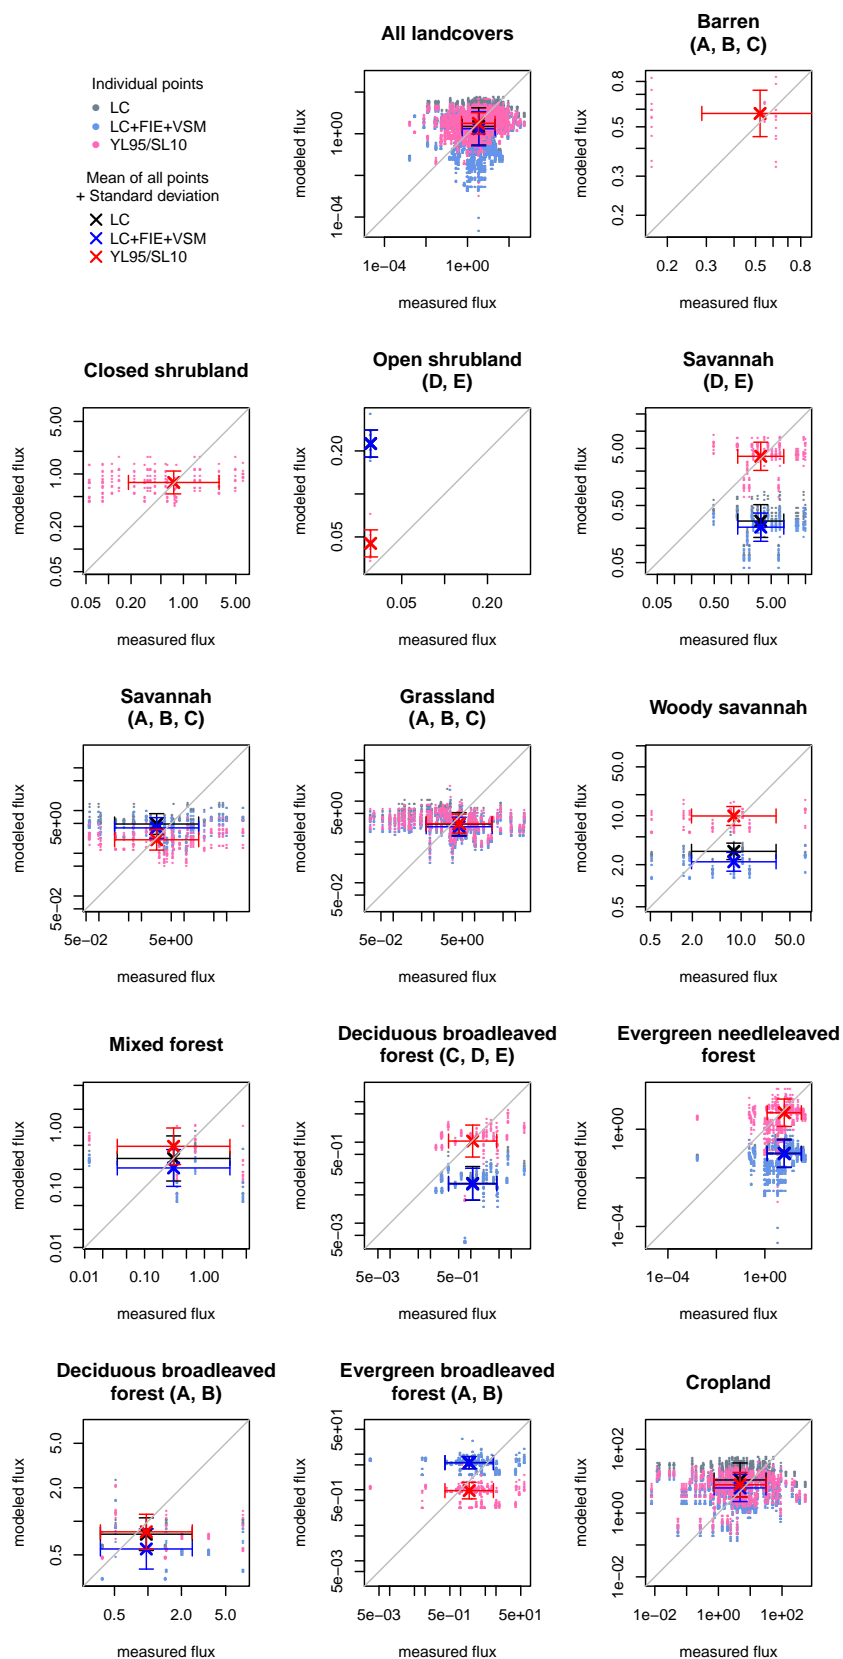 All landcovers
Barren
(A, B, C)
Individual points
LC
LC+FIE+VSM
YL95/SL10
Mean of all points
+ Standard deviation
LC
LC+FIE+VSM
YL95/SL10
modeled flux
1e+00
1e−04
1e−04
1e+00
measured flux
modeled flux
0.8
0.5
0.3
0.2
0.2
0.3
0.5
0.8
measured flux
Closed shrubland
modeled flux
5.00
1.00
0.20
0.05
0.05
0.20
1.00
5.00
measured flux
Open shrubland
(D, E)
modeled flux
0.20
0.05
0.05
0.20
measured flux
Savannah
(D, E)
modeled flux
5.00
0.50
0.05
0.05
0.50
5.00
measured flux
Savannah
(A, B, C)
modeled flux
5e+00
5e−02
5e−02
5e+00
measured flux
Grassland
(A, B, C)
modeled flux
5e+00
5e−02
5e−02
5e+00
measured flux
Woody savannah
modeled flux
50.0
10.0
2.0
0.5
0.5
2.0
10.0
50.0
measured flux
Mixed forest
modeled flux
1.00
0.10
0.01
0.01
0.10
1.00
measured flux
Deciduous broadleaved
forest (C, D, E)
modeled flux
5e−01
5e−03
5e−03
5e−01
measured flux
Evergreen needleleaved
forest
modeled flux
1e+00
1e−04
1e−04
1e+00
measured flux
Deciduous broadleaved
forest (A, B)
modeled flux
5.0
2.0
0.5
0.5
2.0
5.0
measured flux
Evergreen broadleaved
forest (A, B)
modeled flux
5e+01
5e−01
5e−03
5e−03
5e−01
5e+01
measured flux
Cropland
modeled flux
1e+02
1e+00
1e−02
1e−02
1e+00
1e+02
measured flux